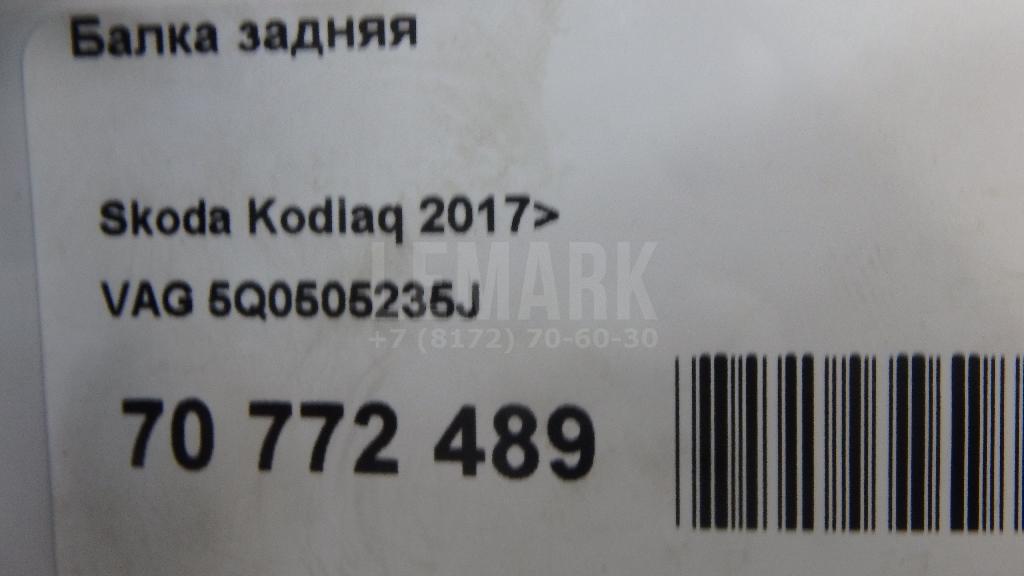 Балка задняя
Skoda Kodiaq 2017>
VAG 5Q0505235J
LEMARK
+7 (8172) 70-60-30
70 772 489